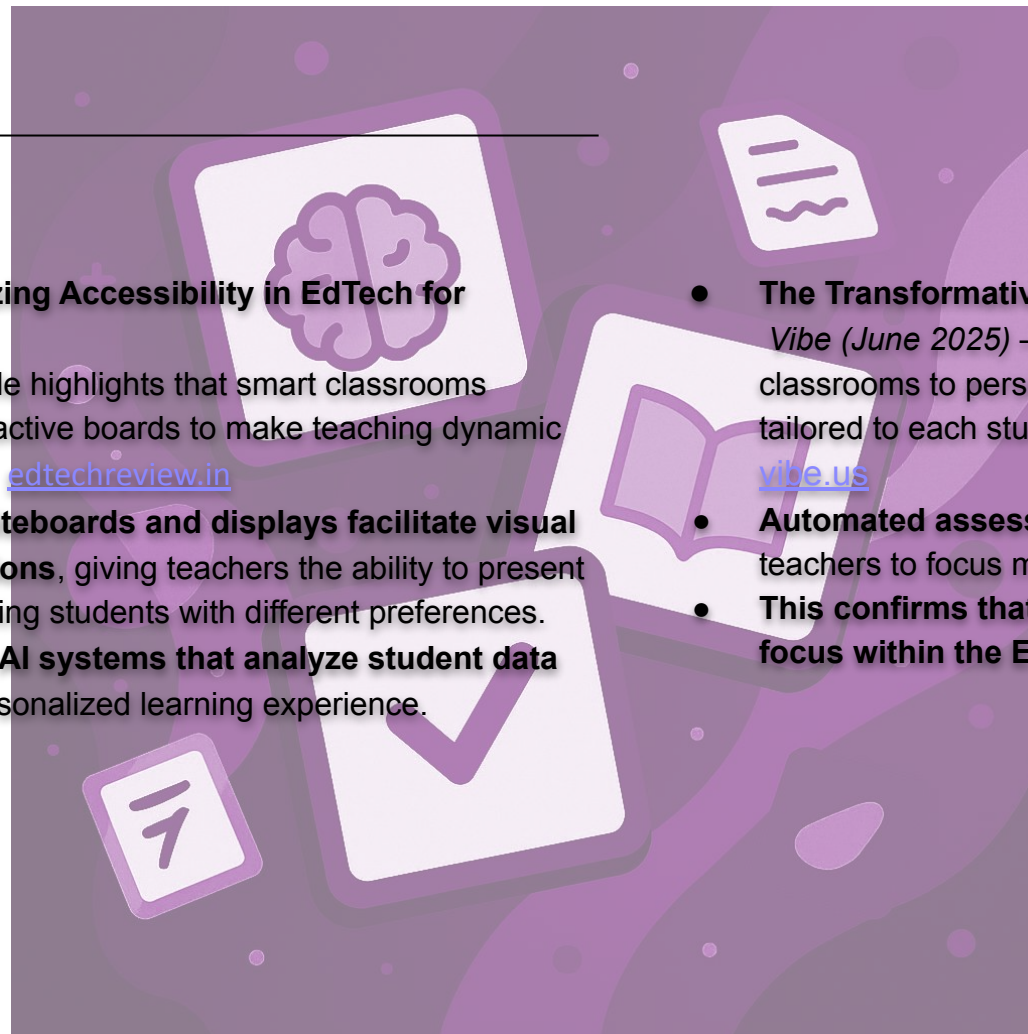 zing Accessibility in EdTech for
le highlights that smart classrooms
active boards to make teaching dynamic
edtechreview.in
teboards and displays facilitate visual
ons, giving teachers the ability to present
ing students with different preferences.
AI systems that analyze student data
sonalized learning experience.
● The Transformativ
Vibe (June 2025) –
classrooms to pers
tailored to each stu
vibe.us
● Automated assess
teachers to focus m
● This confirms that
focus within the E